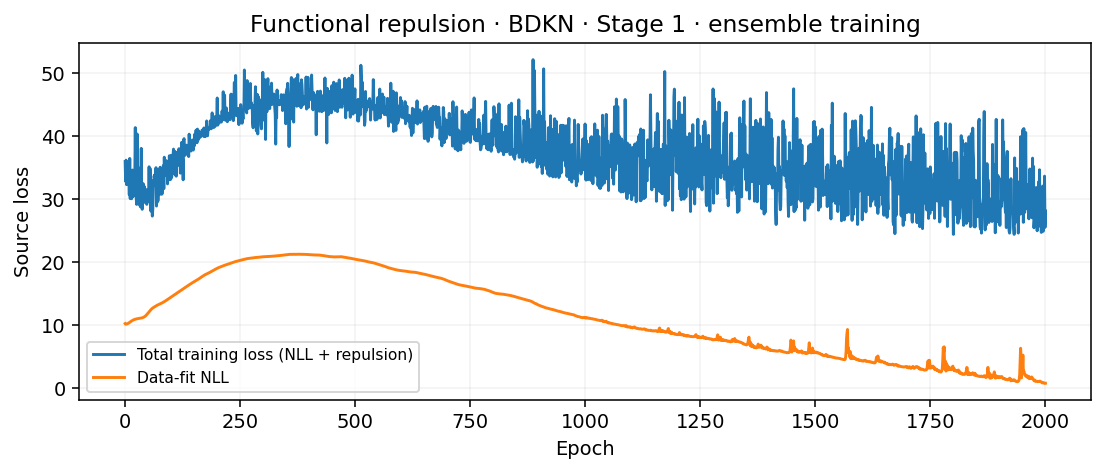 Functional repulsion · BDKN · Stage 1 · ensemble training
Source loss
50
40
30
20
10
0
Total training loss (NLL + repulsion)
Data-fit NLL
0 250 500 750 1000 1250 1500 1750 2000
Epoch